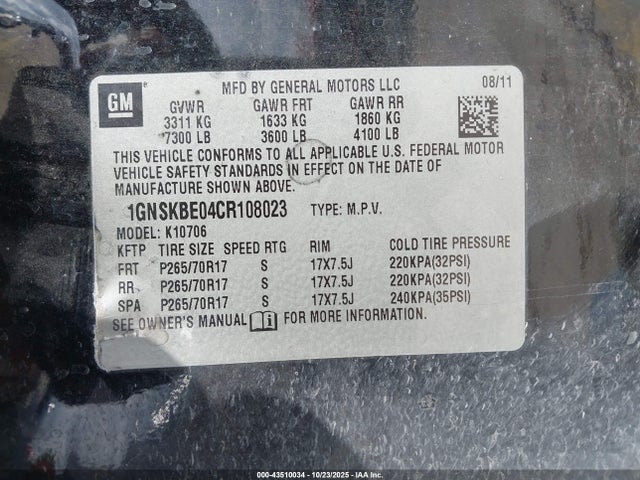 GM
MFD BY GENERAL MOTORS LLC 08/11
GVWR GAWR FRT GAWR RR
3311 KG 1633 KG 1860 KG
7300 LB 3600 LB 4100 LB
THIS VEHICLE CONFORMS TO ALL APPLICABLE U.S. FEDERAL MOTOR
VEHICLE SAFETY STANDARDS IN EFFECT ON THE DATE OF
MANUFACTURE SHOWN ABOVE.
1GNSKBE04CR108023 TYPE: M.P.V.
MODEL: K10706
KFTP TIRE SIZE SPEED RTG RIM COLD TIRE PRESSURE
FRT P265/70R17 S 17X7.5J 220KPA(32PSI)
RR P265/70R17 S 17X7.5J 220KPA(32PSI)
SPA P265/70R17 S 17X7.5J 240KPA(35PSI)
SEE OWNER'S MANUAL FOR MORE INFORMATION.
000-43510034 - 10/23/2025 - IAAI.com